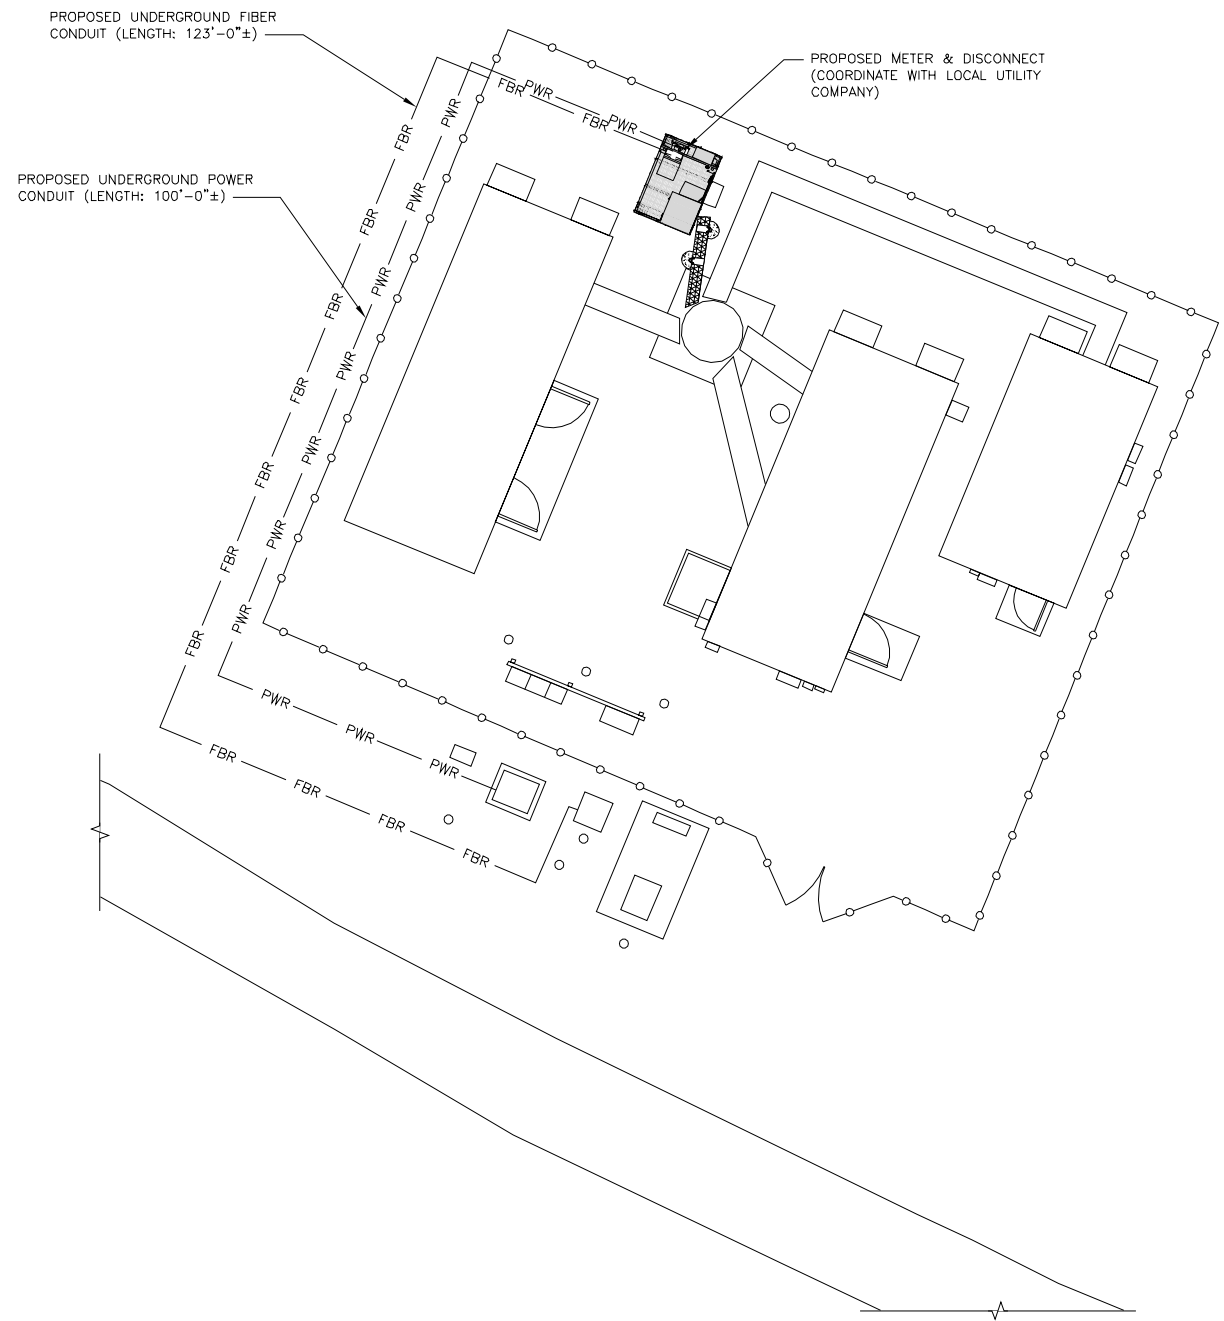 PROPOSED UNDERGROUND FIBER
CONDUIT (LENGTH: 123'-0"±)
PROPOSED METER & DISCONNECT
(COORDINATE WITH LOCAL UTILITY
COMPANY)
PROPOSED UNDERGROUND POWER
CONDUIT (LENGTH: 100'-0"±)
PWR
FBR
PWR
FBR
PWR
FBR
PWR
FBR
PWR
FBR
PWR
FBR
PWR
FBR
PWR
FBR
PWR
FBR
PWR
FBR
PWR
PWR
PWR
FBR
FBR
FBR
FBR